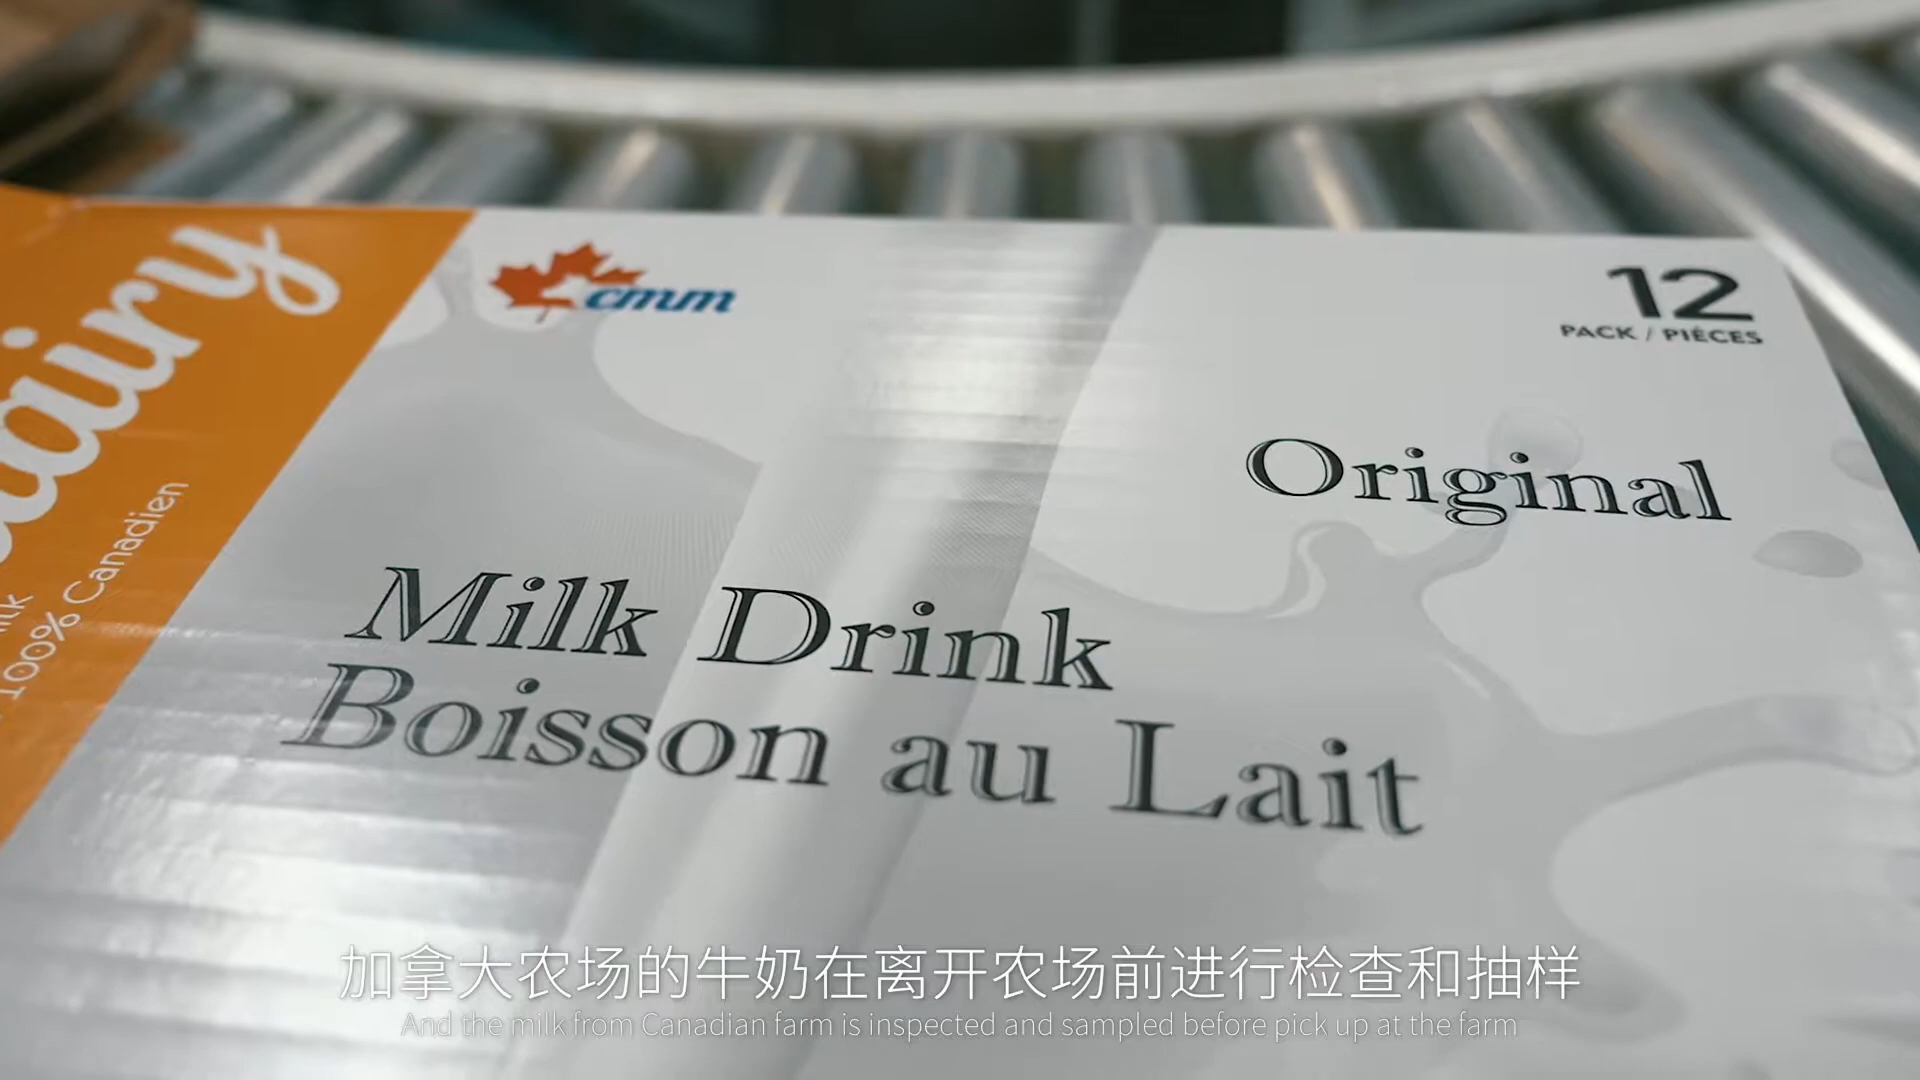 cmm
12
PACK / PIÈCES
Original
100% Canadien
Milk Drink
Boisson au Lait
加拿大农场的牛奶在离开农场前进行检查和抽样
And the milk from Canadian farm is inspected and sampled before pick up at the farm